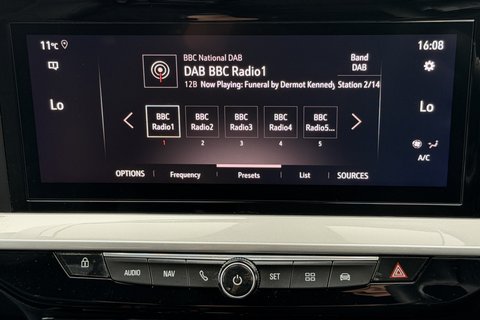 11°C
16:08
BBC National DAB
DAB BBC Radio1
12B Now Playing: Funeral by Dermot Kennedy
Station 2/14
Band
DAB
Lo
Lo
BBC Radio1
BBC Radio2
BBC Radio3
BBC Radio4
BBC Radio5...
1
2
3
4
5
A/C
OPTIONS
Frequency
Presets
List
SOURCES
AUDIO
NAV
SET